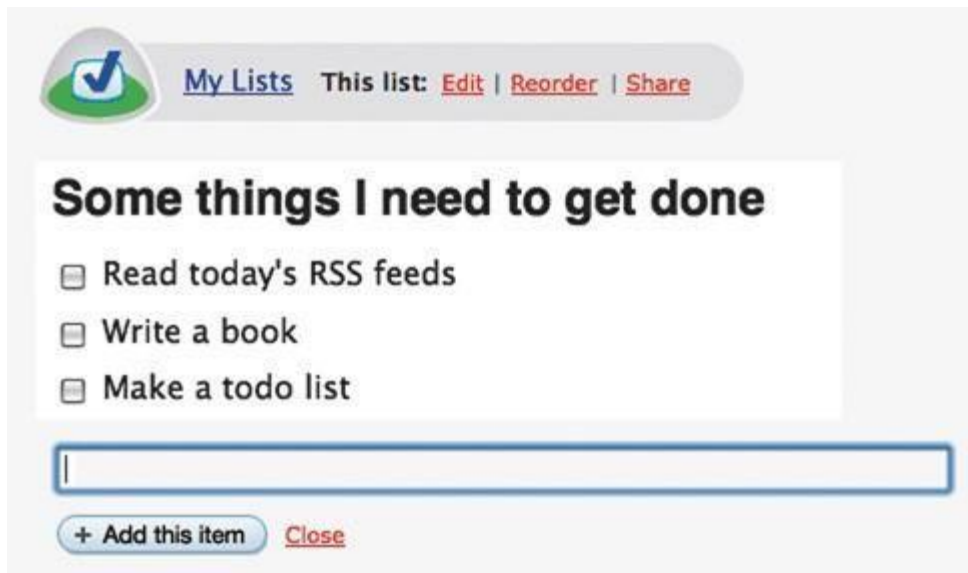 My Lists This list: Edit | Reorder | Share
Some things I need to get done
Read today's RSS feeds
Write a book
Make a todo list
+ Add this item Close